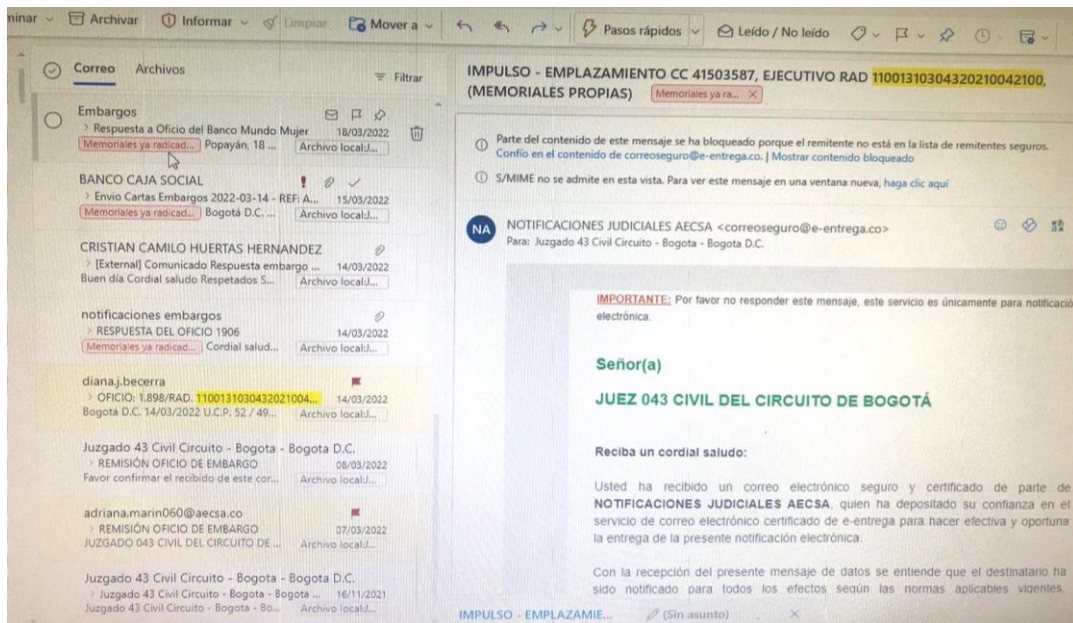 minar Archivar Informar Limpiar Mover a Pasos rápidos Leído / No leído
Correo Archivos Filtrar
Embargos
> Respuesta a Oficio del Banco Mundo Mujer 18/03/2022
Memoriales ya radicad... Popayán, 18 ... Archivo local:J...
BANCO CAJA SOCIAL
> Envio Cartas Embargos 2022-03-14 - REF: A... 15/03/2022
Memoriales ya radicad... Bogotá D.C. ... Archivo local:J...
CRISTIAN CAMILO HUERTAS HERNANDEZ
> [External] Comunicado Respuesta embargo ... 14/03/2022
Buen día Cordial saludo Respetados S... Archivo local:J...
notificaciones embargos
> RESPUESTA DEL OFICIO 1906 14/03/2022
Memoriales ya radicad... Cordial salud... Archivo local:J...
diana.j.becerra
> OFICIO: 1.898/RAD. 1100131030432021004... 14/03/2022
Bogotá D.C. 14/03/2022 U.C.P. 52 / 49... Archivo local:J...
Juzgado 43 Civil Circuito - Bogota - Bogota D.C.
> REMISIÓN OFICIO DE EMBARGO 08/03/2022
Favor confirmar el recibido de este cor... Archivo local:J...
adriana.marin060@aecsa.co
> REMISIÓN OFICIO DE EMBARGO 07/03/2022
JUZGADO 043 CIVIL DEL CIRCUITO DE ... Archivo local:J...
Juzgado 43 Civil Circuito - Bogota - Bogota D.C.
> Juzgado 43 Civil Circuito - Bogota - Bogota ... 16/11/2021
Juzgado 43 Civil Circuito - Bogota - Bo... Archivo local:J...
IMPULSO - EMPLAZAMIENTO CC 41503587, EJECUTIVO RAD 11001310304320210042100,
(MEMORIALES PROPIAS) Memoriales ya ra... ×
Parte del contenido de este mensaje se ha bloqueado porque el remitente no está en la lista de remitentes seguros.
Confío en el contenido de correoseguro@e-entrega.co. | Mostrar contenido bloqueado
S/MIME no se admite en esta vista. Para ver este mensaje en una ventana nueva, haga clic aquí
NA NOTIFICACIONES JUDICIALES AECSA <correoseguro@e-entrega.co>
Para: Juzgado 43 Civil Circuito - Bogota - Bogota D.C.
IMPORTANTE: Por favor no responder este mensaje, este servicio es únicamente para notificació
electrónica.
Señor(a)
JUEZ 043 CIVIL DEL CIRCUITO DE BOGOTÁ
Reciba un cordial saludo:
Usted ha recibido un correo electrónico seguro y certificado de parte de
NOTIFICACIONES JUDICIALES AECSA, quien ha depositado su confianza en el
servicio de correo electrónico certificado de e-entrega para hacer efectiva y oportuna
la entrega de la presente notificación electrónica.
Con la recepción del presente mensaje de datos se entiende que el destinatario ha
sido notificado para todos los efectos según las normas aplicables vigentes.
IMPULSO - EMPLAZAMIE... (Sin asunto) ×